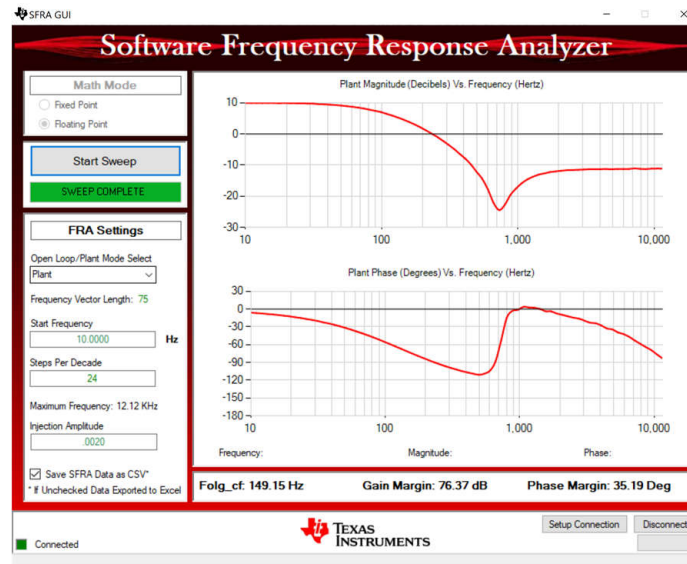 SFRA GUI
Software Frequency Response Analyzer
Math Mode
Fixed Point
Floating Point
Start Sweep
SWEEP COMPLETE
FRA Settings
Open Loop/Plant Mode Select
Plant
Frequency Vector Length: 75
Start Frequency
10.0000 Hz
Steps Per Decade
24
Maximum Frequency: 12.12 KHz
Injection Amplitude
.0020
Save SFRA Data as CSV*
* If Unchecked Data Exported to Excel
Plant Magnitude (Decibels) Vs. Frequency (Hertz)
10
0
-10
-20
-30
10 100 1,000 10,000
Plant Phase (Degrees) Vs. Frequency (Hertz)
30
0
-30
-60
-90
-120
-150
-180
10 100 1,000 10,000
Frequency: Magnitude: Phase:
Folg_cf: 149.15 Hz Gain Margin: 76.37 dB Phase Margin: 35.19 Deg
Connected
TEXAS
INSTRUMENTS
Setup Connection Disconnect